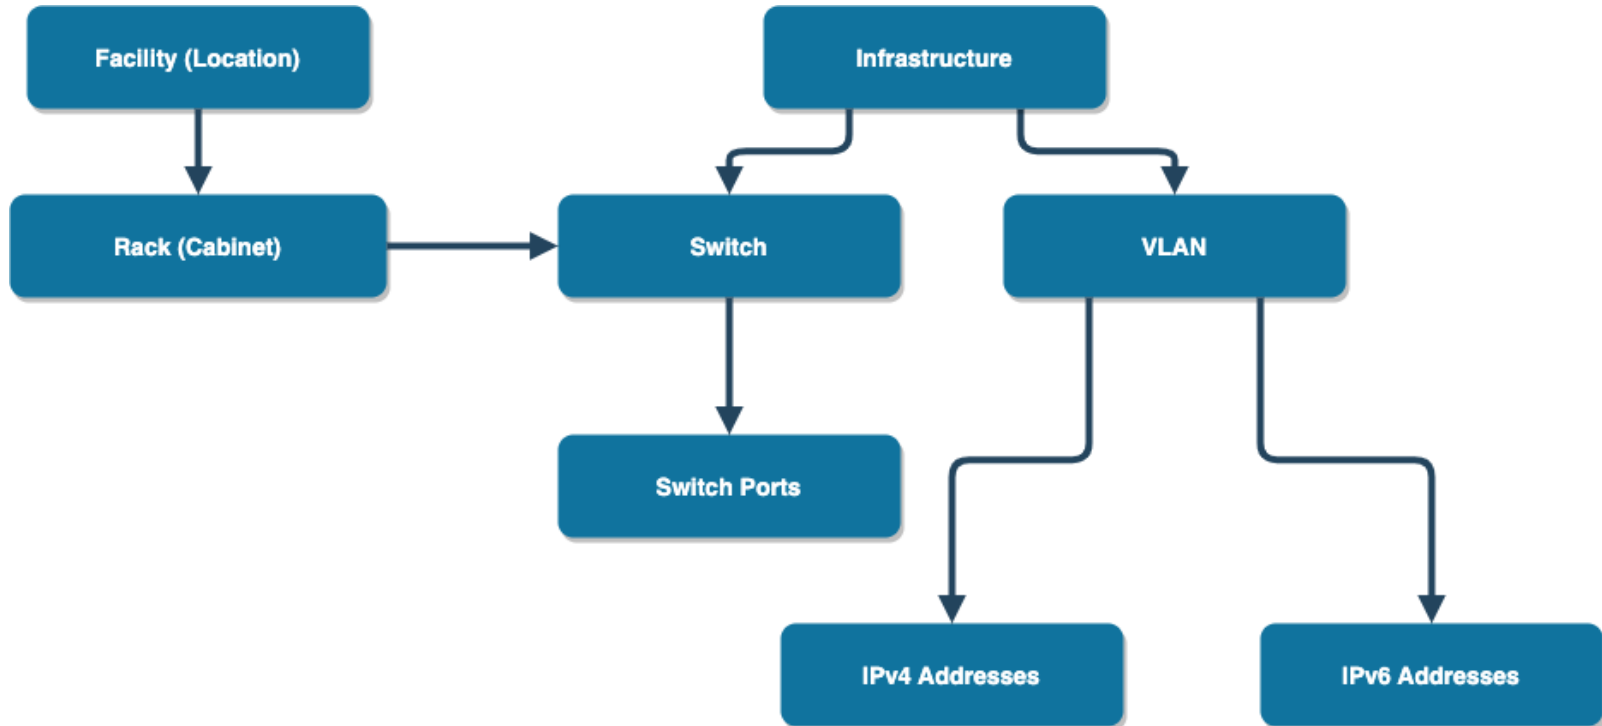 Facility (Location)
Infrastructure
Rack (Cabinet)
Switch
VLAN
Switch Ports
IPv4 Addresses
IPv6 Addresses